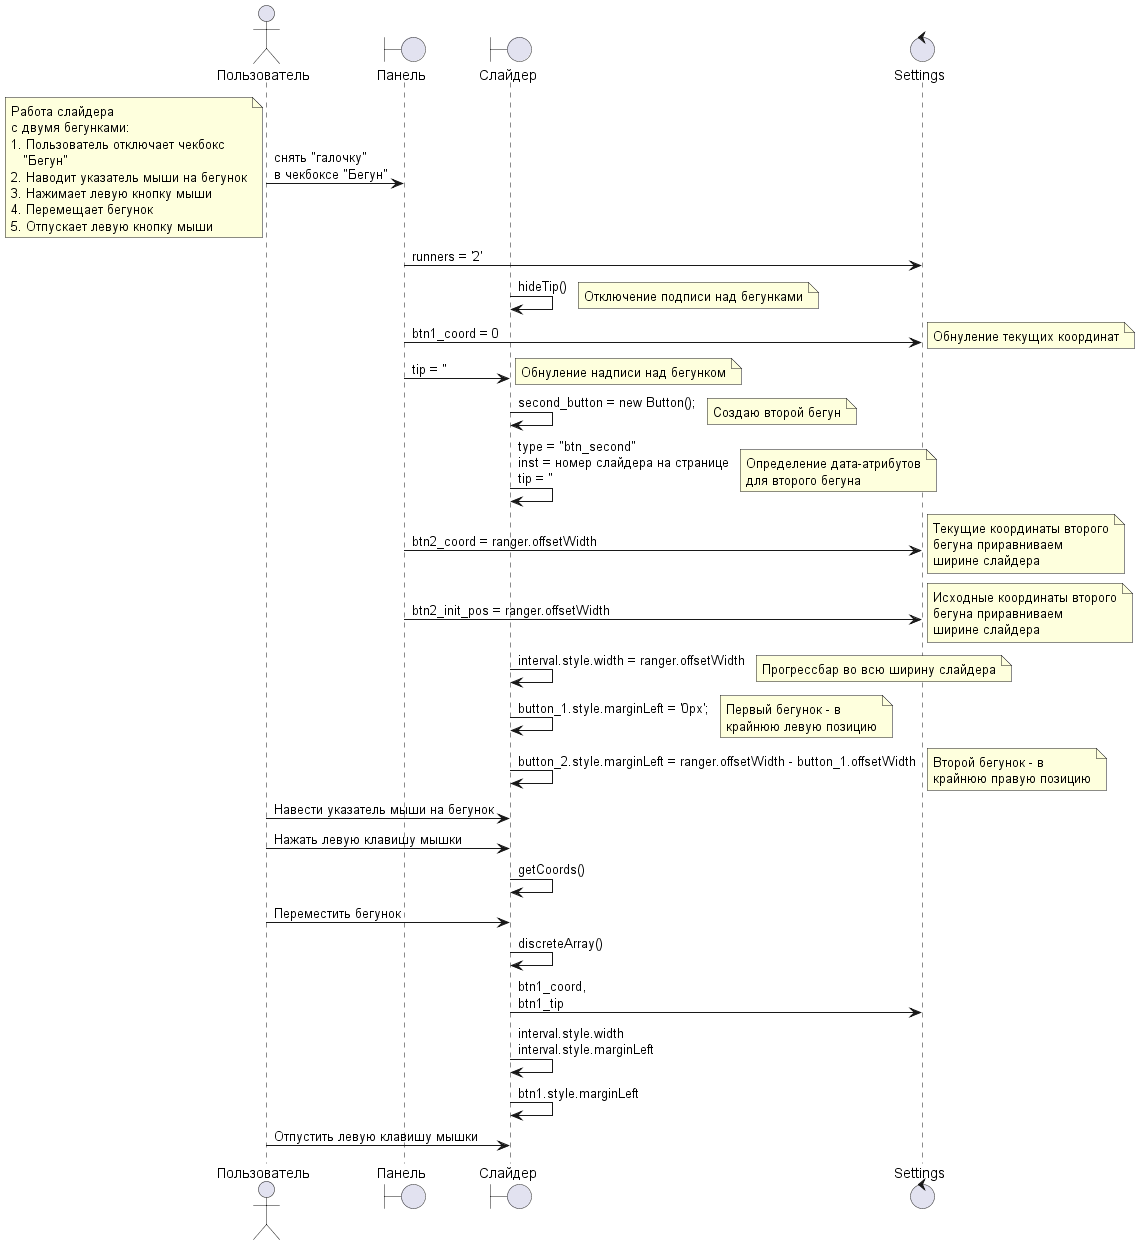 Пользователь
Панель
Слайдер
Settings
Работа слайдера
с двумя бегунками:
1. Пользователь отключает чекбокс
"Бегун"
2. Наводит указатель мыши на бегунок
3. Нажимает левую кнопку мыши
4. Перемещает бегунок
5. Отпускает левую кнопку мыши
снять "галочку"
в чекбоксе "Бегун"
runners = '2'
hideTip()
Отключение подписи над бегунками
btn1_coord = 0
Обнуление текущих координат
tip = ''
Обнуление надписи над бегунком
second_button = new Button();
Создаю второй бегун
type = "btn_second"
inst = номер слайдера на странице
tip = ''
Определение дата-атрибутов
для второго бегуна
btn2_coord = ranger.offsetWidth
Текущие координаты второго
бегуна приравниваем
ширине слайдера
btn2_init_pos = ranger.offsetWidth
Исходные координаты второго
бегуна приравниваем
ширине слайдера
interval.style.width = ranger.offsetWidth
Прогрессбар во всю ширину слайдера
button_1.style.marginLeft = '0px';
Первый бегунок - в
крайнюю левую позицию
button_2.style.marginLeft = ranger.offsetWidth - button_1.offsetWidth
Второй бегунок - в
крайнюю правую позицию
Навести указатель мыши на бегунок
Нажать левую клавишу мышки
getCoords()
Переместить бегунок
discreteArray()
btn1_coord,
btn1_tip
interval.style.width
interval.style.marginLeft
btn1.style.marginLeft
Отпустить левую клавишу мышки
Пользователь
Панель
Слайдер
Settings